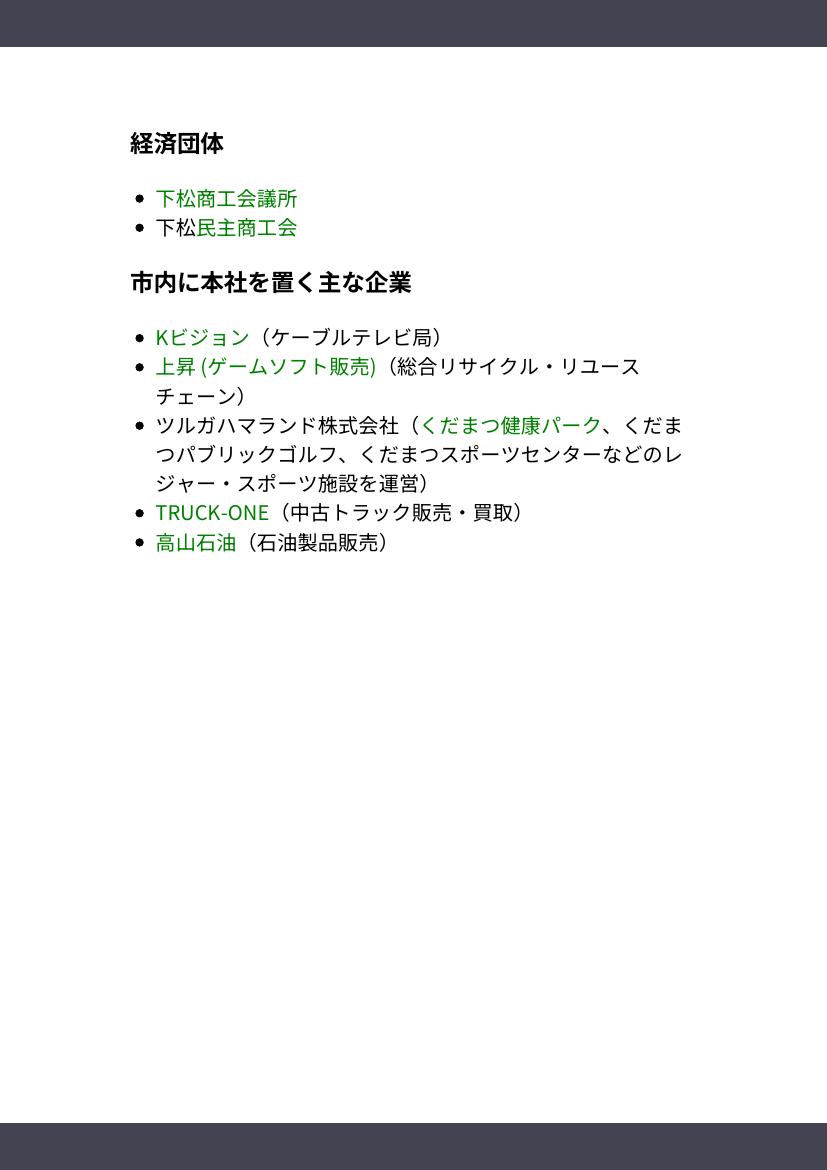 経済団体
下松商工会議所
下松民主商工会
市内に本社を置く主な企業
Kビジョン（ケーブルテレビ局）
上昇 (ゲームソフト販売)（総合リサイクル・リユース
チェーン）
ツルガハマランド株式会社（くだまつ健康パーク、くだま
つパブリックゴルフ、くだまつスポーツセンターなどのレ
ジャー・スポーツ施設を運営）
TRUCK-ONE（中古トラック販売・買取）
高山石油（石油製品販売）